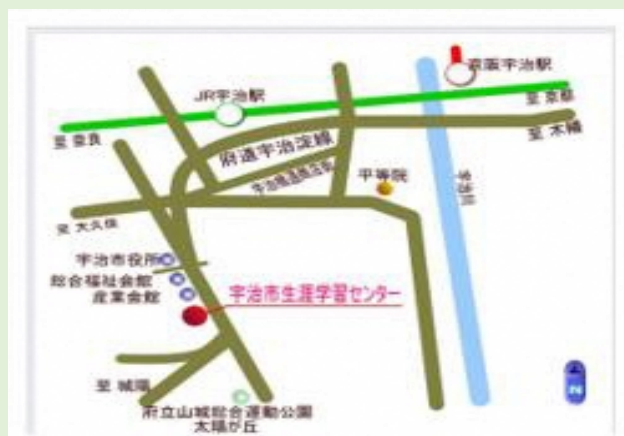 京阪宇治駅
JR宇治駅
至 京都
至 奈良
至 木幡
府道宇治淀線
平等院
宇治川
至 大久保
宇治市役所
総合福祉会館
産業会館
宇治市生涯学習センター
至 城陽
府立山城総合運動公園
太陽が丘
N